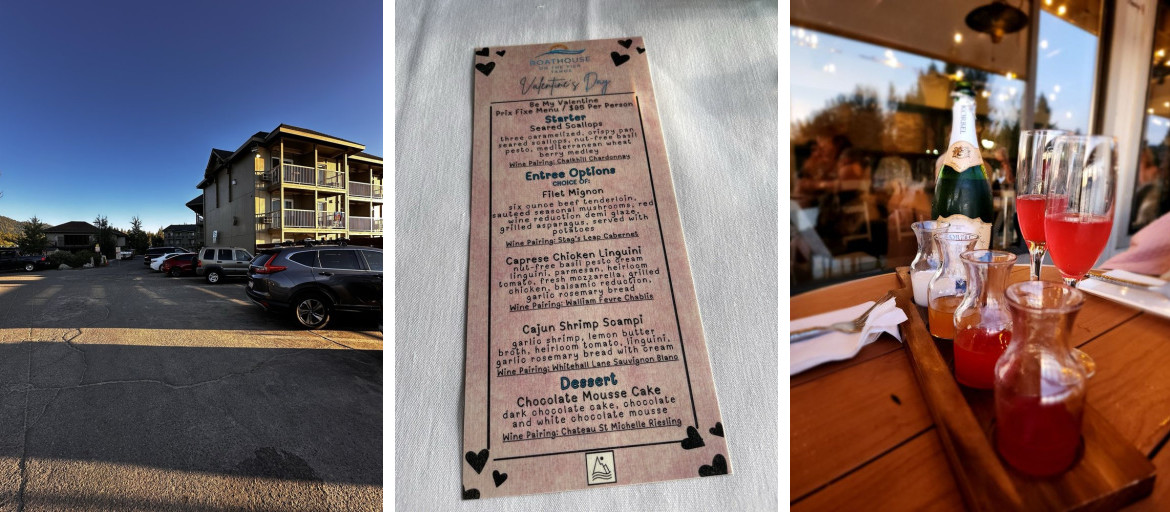 BOATHOUSE
ON THE PIER
TAHOE
Valentine's Day
Be My Valentine
Prix Fixe Menu / $95 Per Person
Starter
Seared Scallops
three caramelized, crispy pan
seared scallops, nut-free basil
pesto, mediterranean wheat
berry medley
Wine Pairing: Chalkhill Chardonnay
Entree Options
CHOICE OF:
Filet Mignon
six ounce beef tenderloin,
sauteed seasonal mushrooms, red
wine reduction demi glaze,
grilled asparagus, served with
potatoes
Wine Pairing: Stag's Leap Cabernet
Caprese Chicken Linguini
nut-free basil pesto cream
linguini, parmesan, heirloom
tomato, fresh mozzarella, grilled
chicken, balsamic reduction,
garlic rosemary bread
Wine Pairing: William Fevre Chablis
Cajun Shrimp Scampi
garlic shrimp, lemon butter
broth, heirloom tomato, linguini,
garlic rosemary bread with cream
Wine Pairing: Whitehall Lane Sauvignon Blanc
Dessert
Chocolate Mousse Cake
dark chocolate cake, chocolate
and white chocolate mousse
Wine Pairing: Chateau St Michelle Riesling
KORBEL